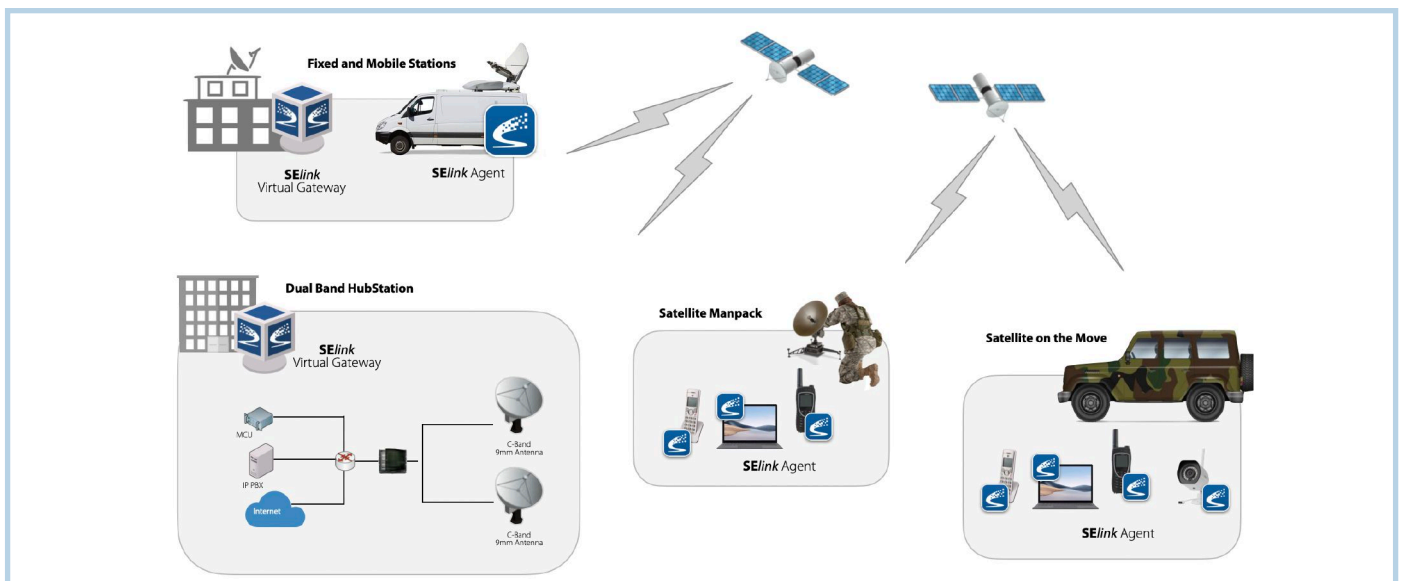 Fixed and Mobile Stations
SElink
Virtual Gateway
SElink Agent
Dual Band HubStation
SElink
Virtual Gateway
MCU
IP PBX
Internet
C-Band
9mm Antenna
C-Band
9mm Antenna
Satellite Manpack
SElink Agent
Satellite on the Move
SElink Agent